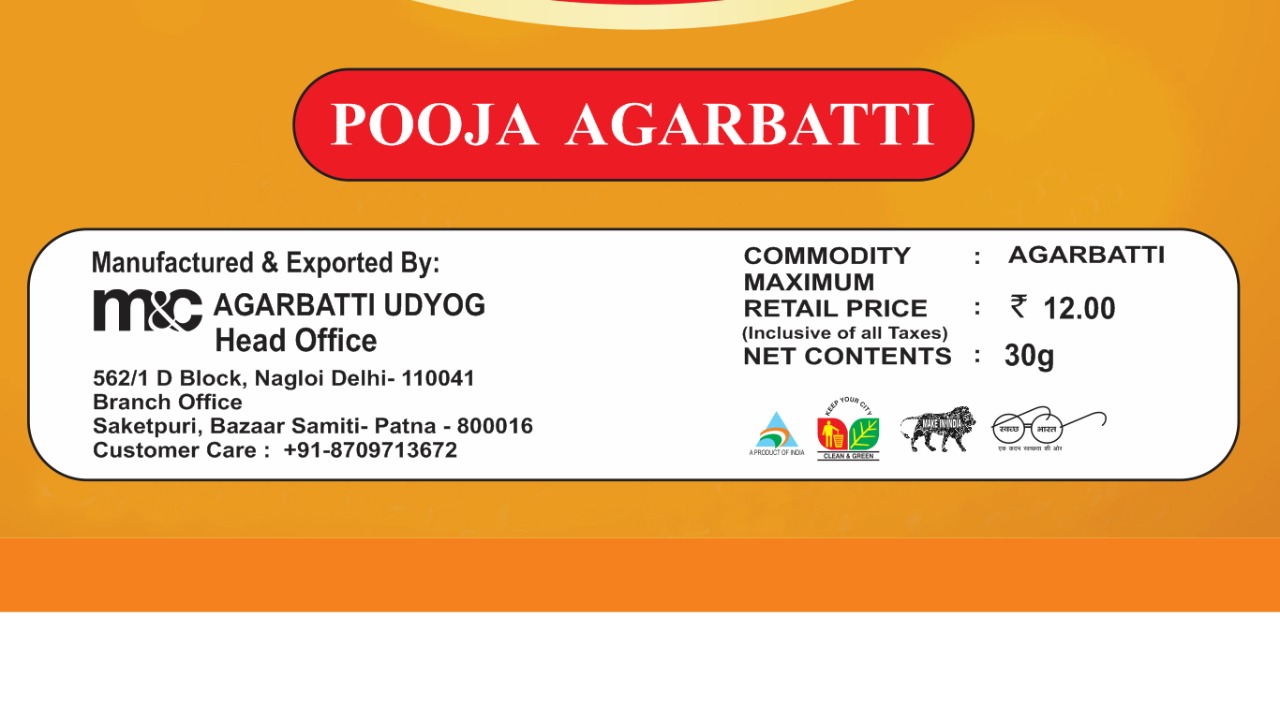 POOJA AGARBATTI
Manufactured & Exported By:
m&c AGARBATTI UDYOG
Head Office
562/1 D Block, Nagloi Delhi- 110041
Branch Office
Saketpuri, Bazaar Samiti- Patna - 800016
Customer Care : +91-8709713672
COMMODITY : AGARBATTI
MAXIMUM
RETAIL PRICE : ₹ 12.00
(Inclusive of all Taxes)
NET CONTENTS : 30g
A PRODUCT OF INDIA
KEEP YOUR CITY
CLEAN & GREEN
MAKE IN INDIA
स्वच्छ भारत
एक कदम स्वच्छता की ओर